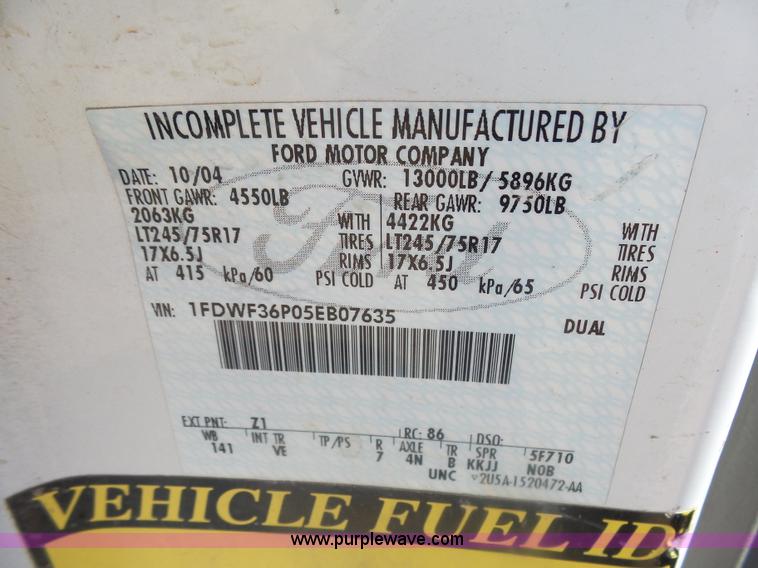 INCOMPLETE VEHICLE MANUFACTURED BY
FORD MOTOR COMPANY
DATE: 10/04 GVWR: 13000LB/ 5896KG
FRONT GAWR: 4550LB REAR GAWR: 9750LB
2063KG WITH 4422KG WITH
LT245/75R17 TIRES LT245/75R17 TIRES
17X6.5J RIMS 17X6.5J RIMS
AT 415 kPa/60 PSI COLD AT 450 kPa/65 PSI COLD
Ford
VIN: 1FDWF36P05EB07635 DUAL
EXT PNT: Z1 RC: 86 DSO:
WB INT TR TP/PS R AXLE TR SPR 5F710
141 VE 7 4N B KKJJ NOB
UNC V2U5A-1520472-AA
VEHICLE FUEL ID
www.purplewave.com